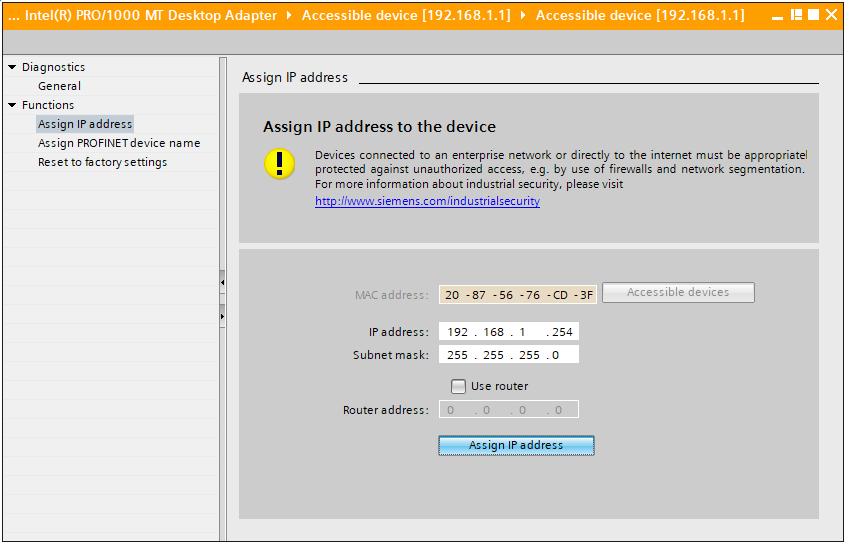 ... Intel(R) PRO/1000 MT Desktop Adapter ▸ Accessible device [192.168.1.1] ▸ Accessible device [192.168.1.1]
Diagnostics
General
Functions
Assign IP address
Assign PROFINET device name
Reset to factory settings
Assign IP address
Assign IP address to the device
Devices connected to an enterprise network or directly to the internet must be appropriatel
protected against unauthorized access, e.g. by use of firewalls and network segmentation.
For more information about industrial security, please visit
http://www.siemens.com/industrialsecurity
MAC address: 20 -87 -56 -76 -CD -3F Accessible devices
IP address: 192 . 168 . 1 . 254
Subnet mask: 255 . 255 . 255 . 0
Use router
Router address: 0 . 0 . 0 . 0
Assign IP address